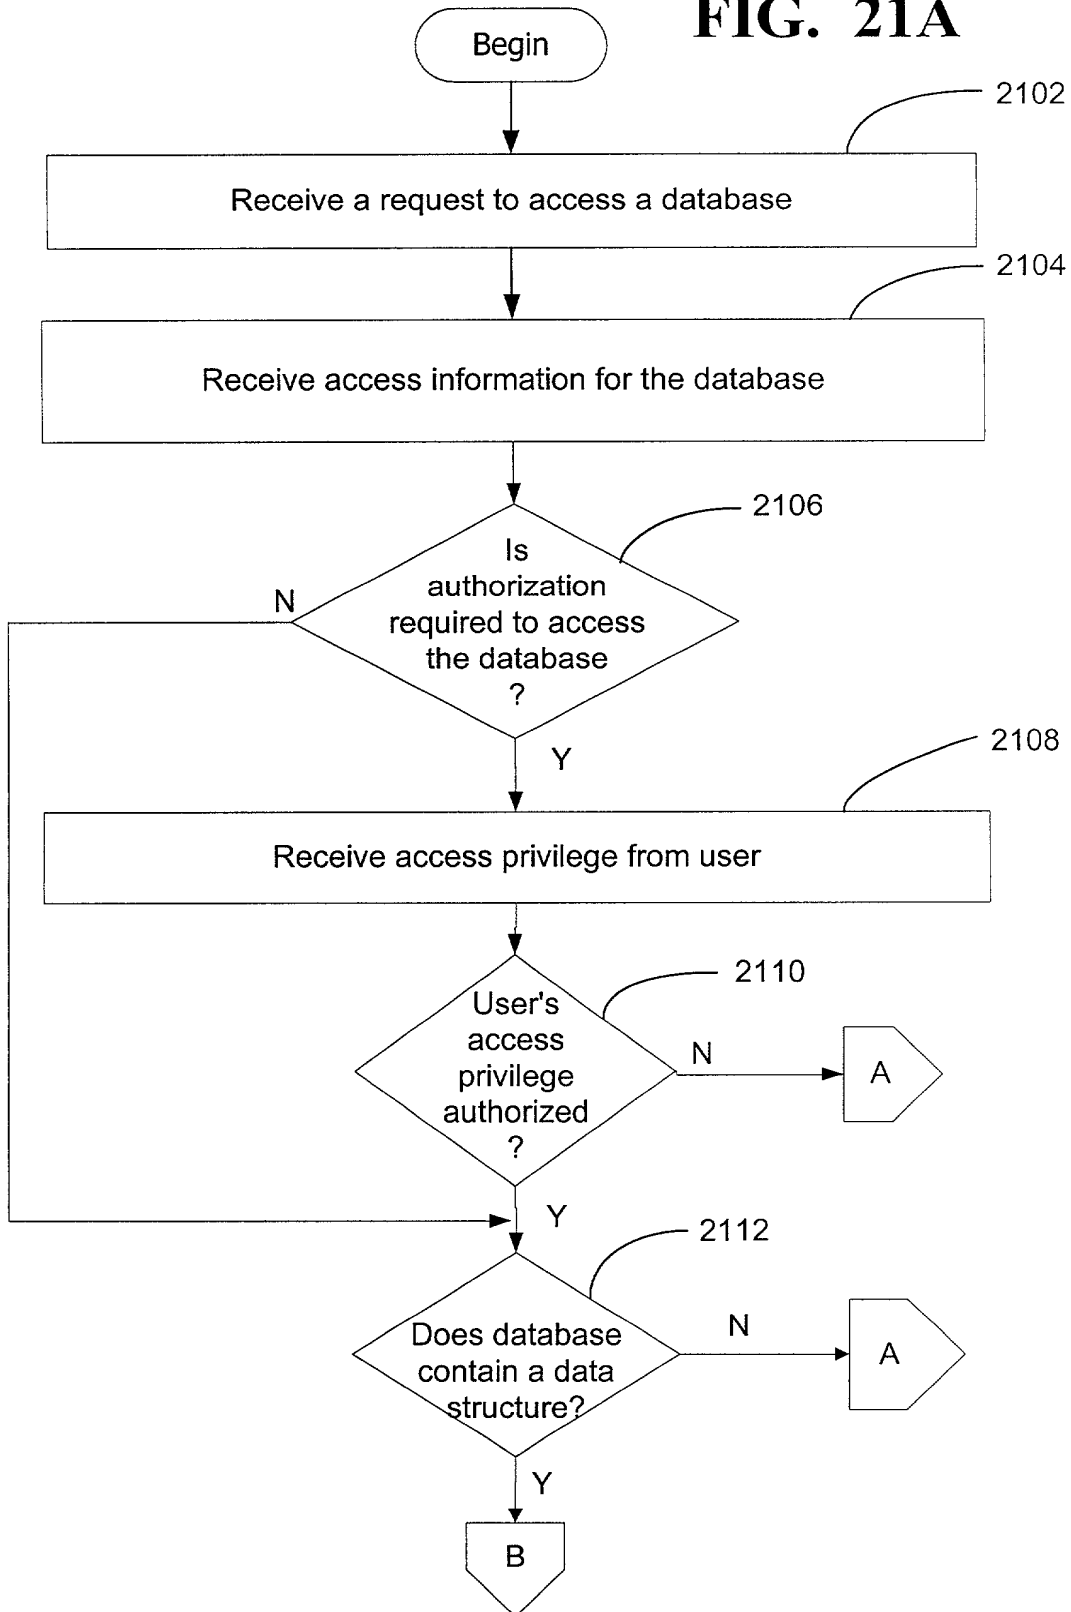 FIG. 21A
Begin
2102
Receive a request to access a database
2104
Receive access information for the database
2106
Is
authorization
required to access
the database
?
N
Y
2108
Receive access privilege from user
2110
User's
access
privilege
authorized
?
N
A
Y
2112
Does database
contain a data
structure?
N
A
Y
B